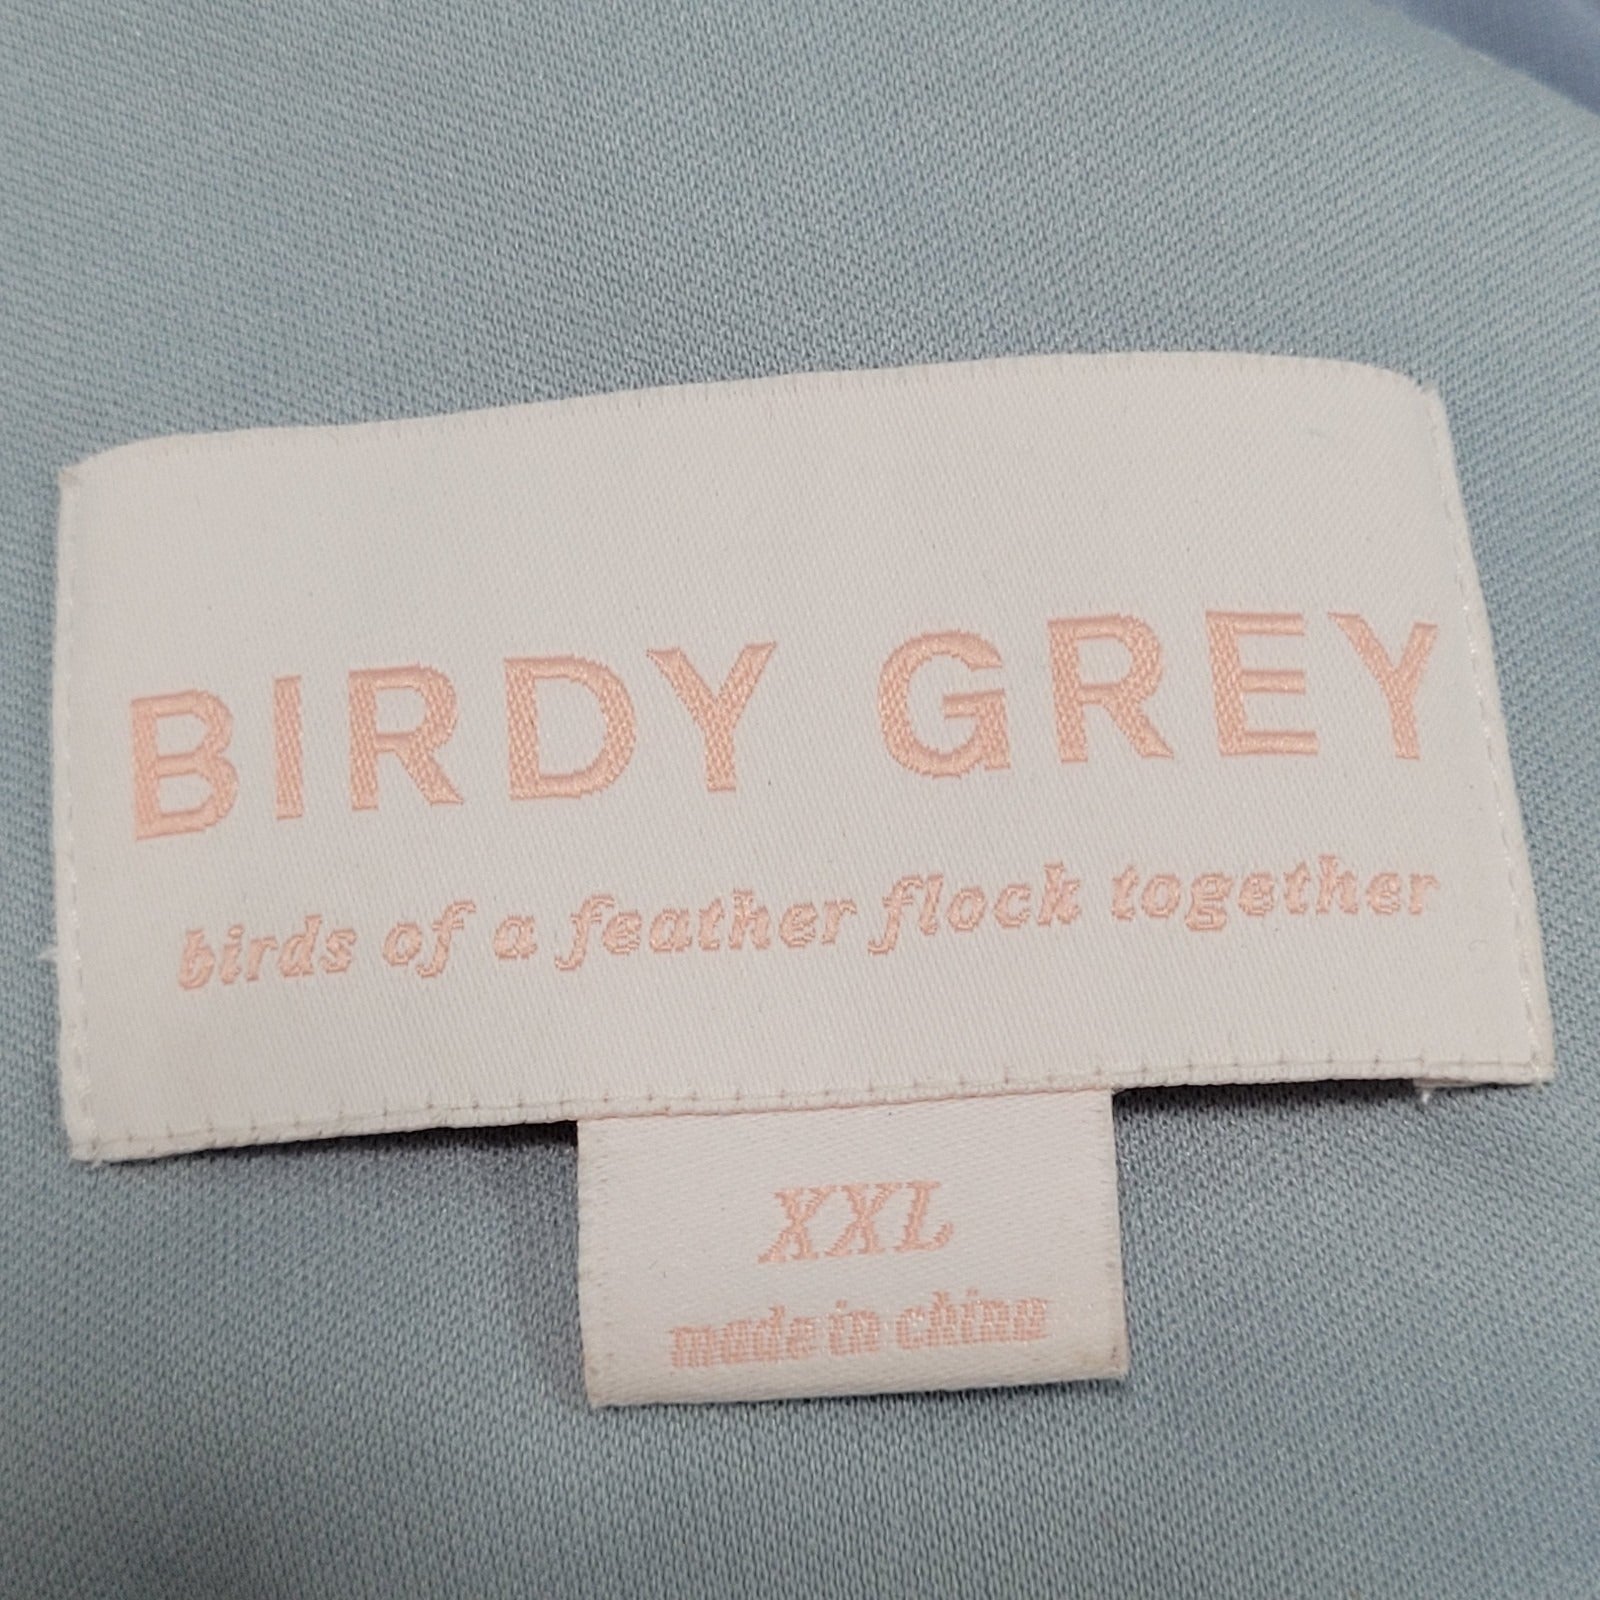 BIRDY GREY
birds of a feather flock together
XXL
made in china